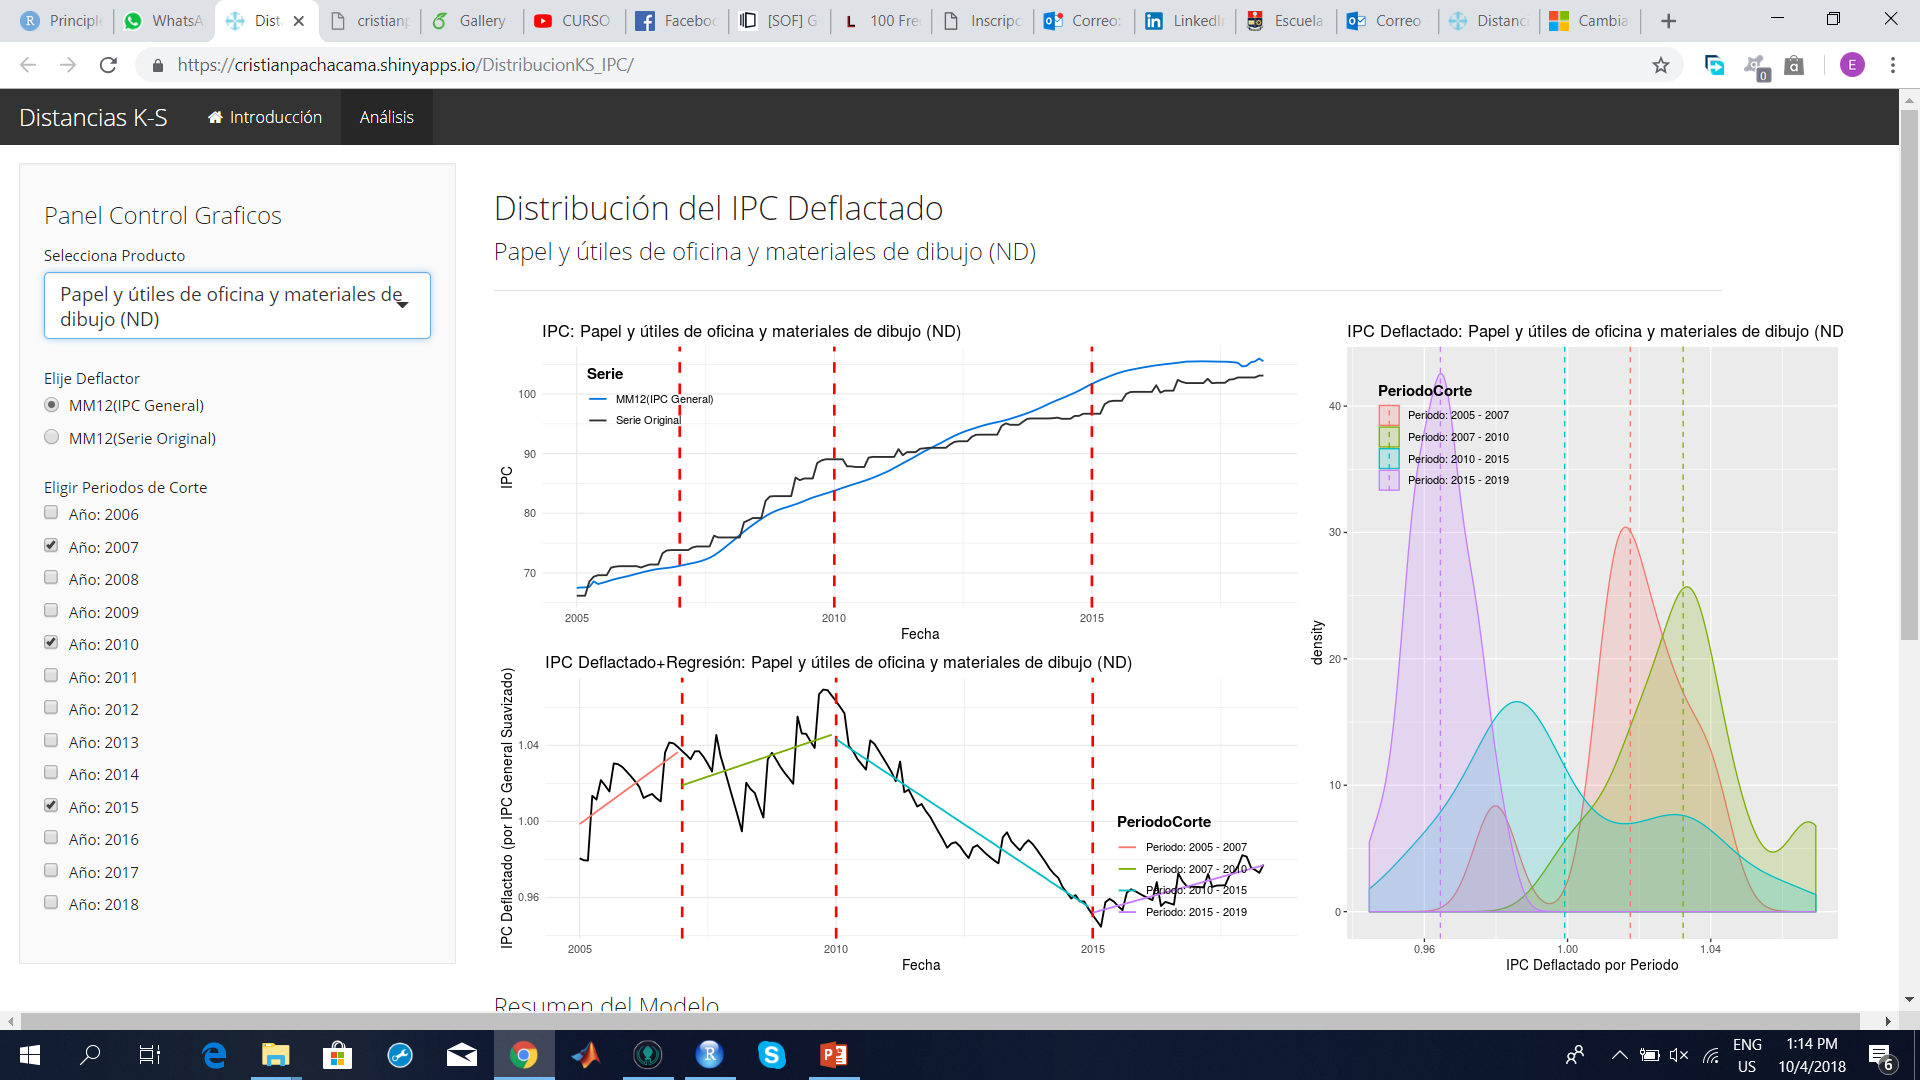 Principle
WhatsA
Dist
cristianp
Gallery
CURSO
Facebo
[SOF] G
100 Fre
Inscripc
Correo:
LinkedIn
Escuela
Correo
Distanc
Cambia
https://cristianpachacama.shinyapps.io/DistribucionKS_IPC/
0
E
Distancias K-S
Introducción
Análisis
Panel Control Graficos
Selecciona Producto
Papel y útiles de oficina y materiales de
dibujo (ND)
Elije Deflactor
MM12(IPC General)
MM12(Serie Original)
Eligir Periodos de Corte
Año: 2006
Año: 2007
Año: 2008
Año: 2009
Año: 2010
Año: 2011
Año: 2012
Año: 2013
Año: 2014
Año: 2015
Año: 2016
Año: 2017
Año: 2018
Distribución del IPC Deflactado
Papel y útiles de oficina y materiales de dibujo (ND)
IPC: Papel y útiles de oficina y materiales de dibujo (ND)
Serie
MM12(IPC General)
Serie Original
IPC
100
90
80
70
2005
2010
2015
Fecha
IPC Deflactado+Regresión: Papel y útiles de oficina y materiales de dibujo (ND)
IPC Deflactado (por IPC General Suavizado)
1.04
1.00
0.96
PeriodoCorte
Periodo: 2005 - 2007
Periodo: 2007 - 2010
Periodo: 2010 - 2015
Periodo: 2015 - 2019
2005
2010
2015
Fecha
IPC Deflactado: Papel y útiles de oficina y materiales de dibujo (ND
PeriodoCorte
Periodo: 2005 - 2007
Periodo: 2007 - 2010
Periodo: 2010 - 2015
Periodo: 2015 - 2019
density
40
30
20
10
0
0.96
1.00
1.04
IPC Deflactado por Periodo
Resumen del Modelo
ENG
US
1:14 PM
10/4/2018
6